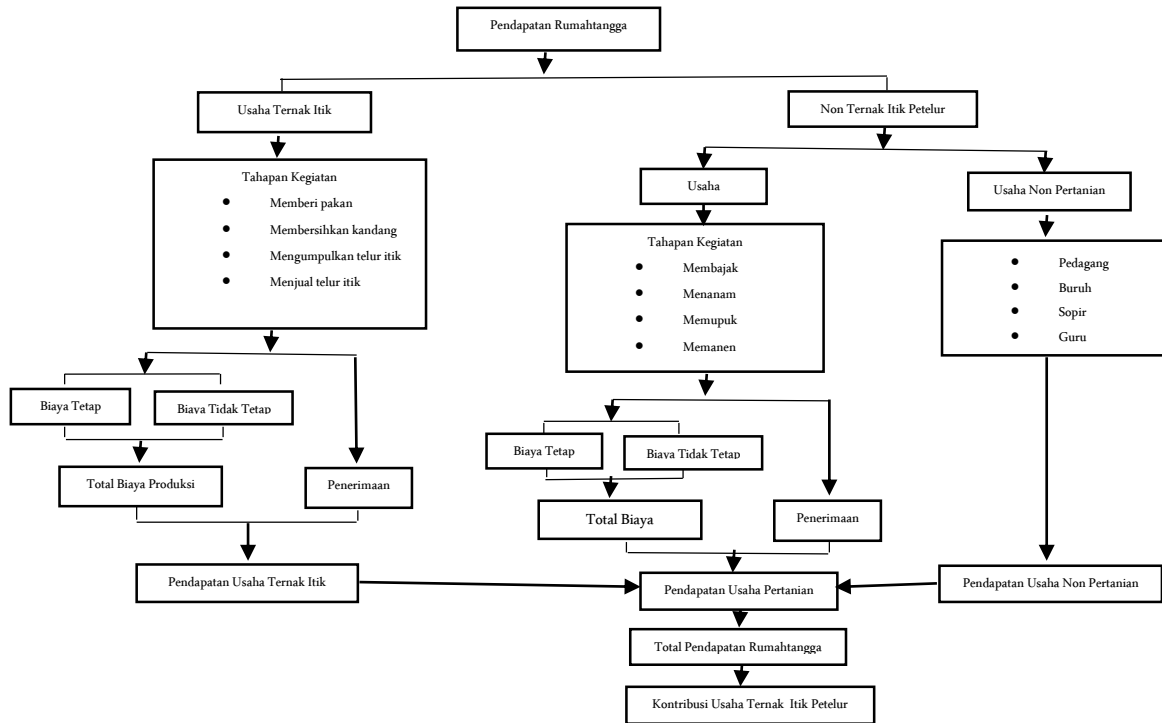 Pendapatan Rumahtangga
Usaha Ternak Itik
Non Ternak Itik Petelur
Tahapan Kegiatan
● Memberi pakan
● Membersihkan kandang
● Mengumpulkan telur itik
● Menjual telur itik
Usaha
Usaha Non Pertanian
Tahapan Kegiatan
● Membajak
● Menanam
● Memupuk
● Memanen
● Pedagang
● Buruh
● Sopir
● Guru
Biaya Tetap
Biaya Tidak Tetap
Biaya Tetap
Biaya Tidak Tetap
Total Biaya Produksi
Penerimaan
Total Biaya
Penerimaan
Pendapatan Usaha Ternak Itik
Pendapatan Usaha Pertanian
Pendapatan Usaha Non Pertanian
Total Pendapatan Rumahtangga
Kontribusi Usaha Ternak Itik Petelur